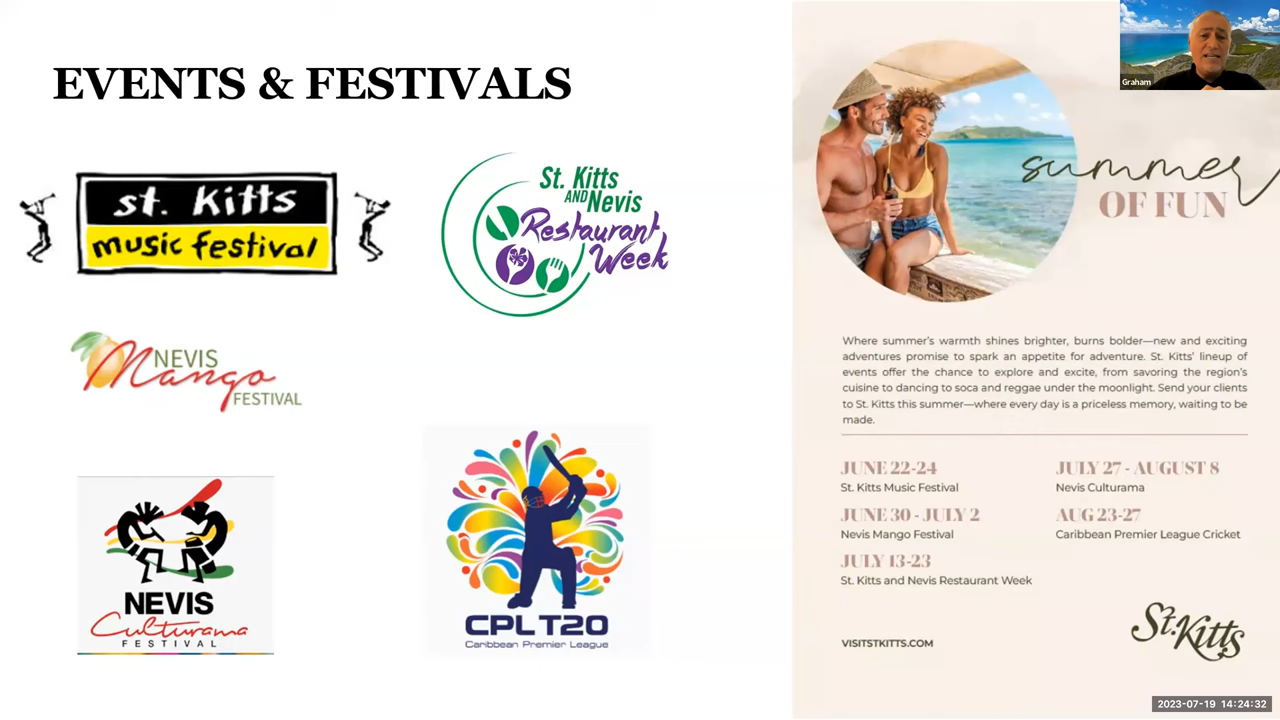 EVENTS & FESTIVALS
st. Kitts
music festival
St. Kitts
AND Nevis
Restaurant
Week
NEVIS
Mango
FESTIVAL
NEVIS
Culturama
FESTIVAL
CPL T20
Caribbean Premier League
Graham
summer
OF FUN
Where summer's warmth shines brighter, burns bolder—new and exciting
adventures promise to spark an appetite for adventure. St. Kitts' lineup of
events offer the chance to explore and excite, from savoring the region's
cuisine to dancing to soca and reggae under the moonlight. Send your clients
to St. Kitts this summer—where every day is a priceless memory, waiting to be
made.
JUNE 22-24
St. Kitts Music Festival
JUNE 30 - JULY 2
Nevis Mango Festival
JULY 13-23
St. Kitts and Nevis Restaurant Week
JULY 27 - AUGUST 8
Nevis Culturama
AUG 23-27
Caribbean Premier League Cricket
VISITSTKITTS.COM
St. Kitts
2023-07-19 14:24:32